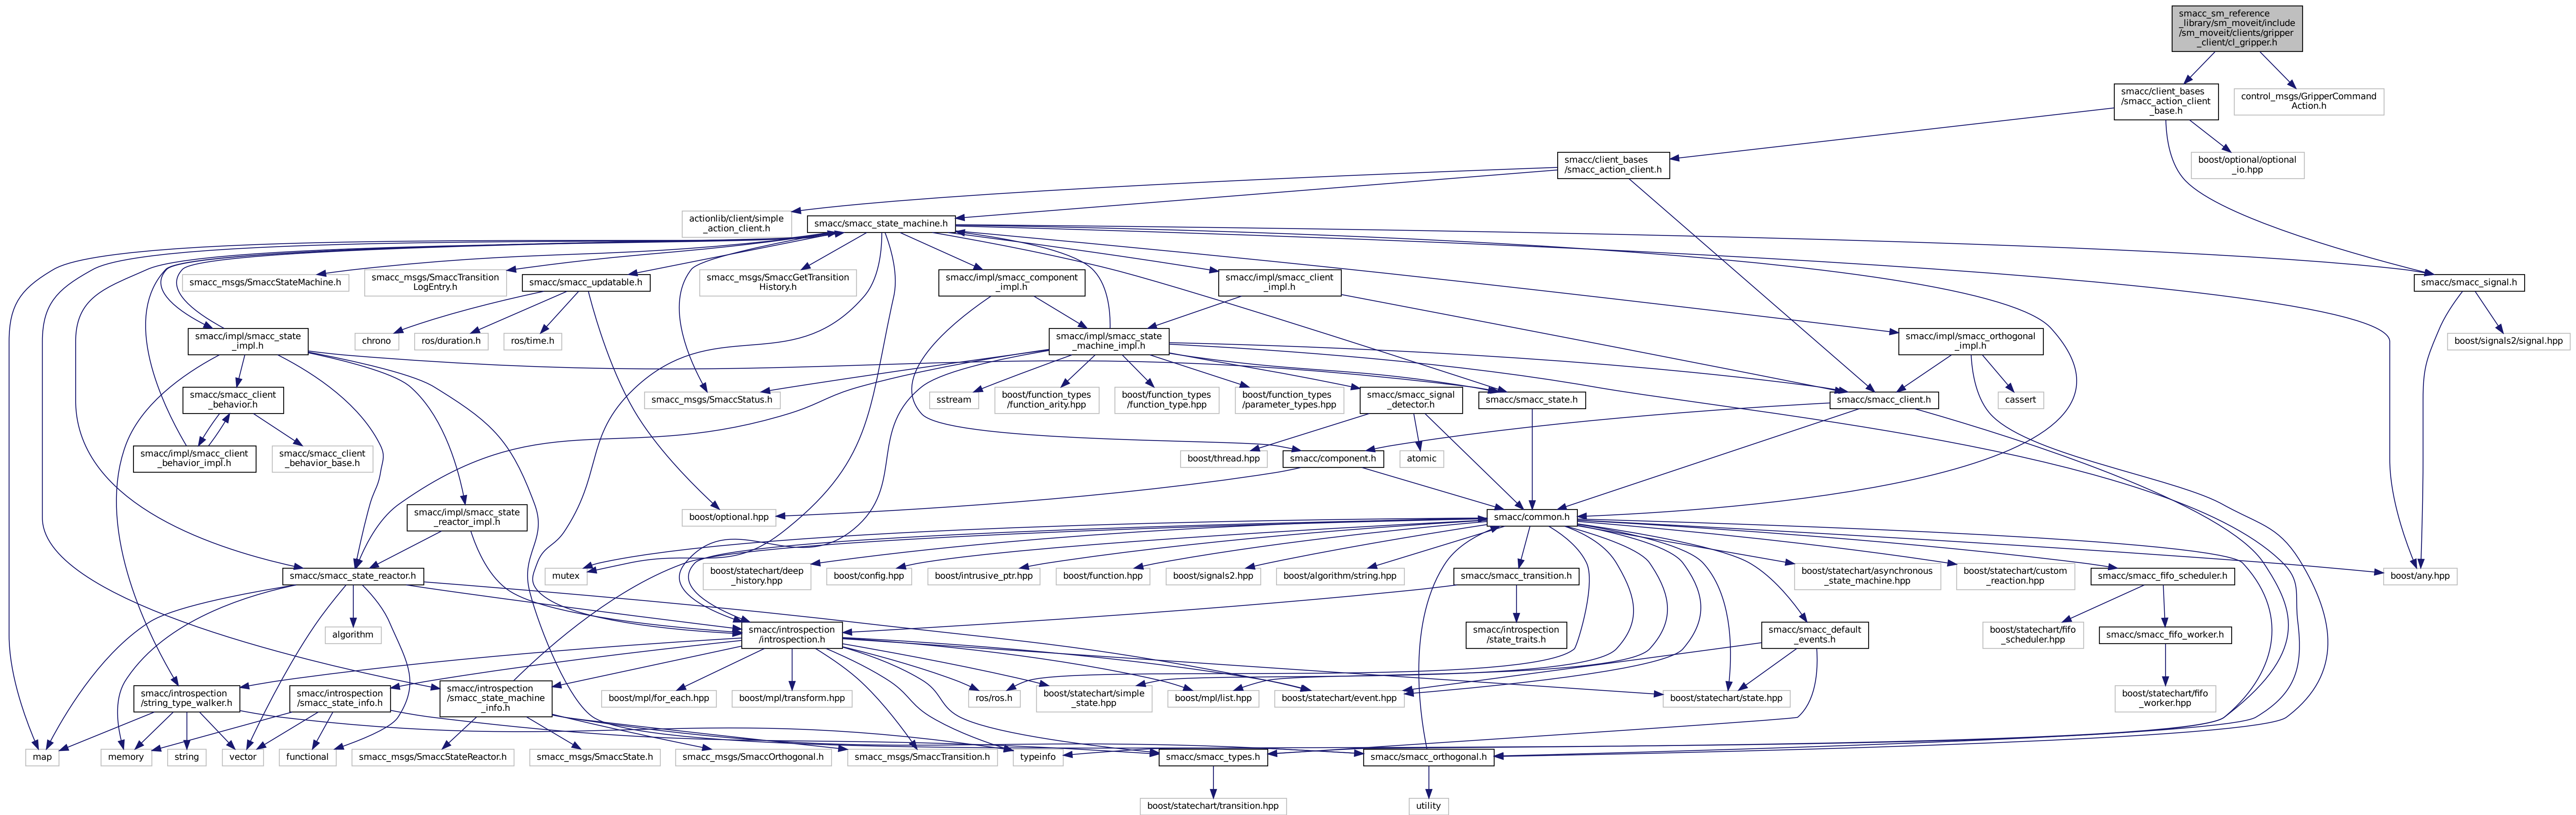 smacc_sm_reference
_library/sm_moveit/include
/sm_moveit/clients/gripper
_client/cl_gripper.h
smacc/client_bases
/smacc_action_client
_base.h
control_msgs/GripperCommand
Action.h
smacc/client_bases
/smacc_action_client.h
boost/optional/optional
_io.hpp
actionlib/client/simple
_action_client.h
smacc/smacc_state_machine.h
smacc_msgs/SmaccStateMachine.h
smacc_msgs/SmaccTransition
LogEntry.h
smacc/smacc_updatable.h
smacc_msgs/SmaccGetTransition
History.h
smacc/impl/smacc_component
_impl.h
smacc/impl/smacc_client
_impl.h
smacc/smacc_signal.h
smacc/impl/smacc_state
_impl.h
chrono
ros/duration.h
ros/time.h
smacc/impl/smacc_state
_machine_impl.h
smacc/impl/smacc_orthogonal
_impl.h
boost/signals2/signal.hpp
smacc/smacc_client
_behavior.h
smacc_msgs/SmaccStatus.h
sstream
boost/function_types
/function_arity.hpp
boost/function_types
/function_type.hpp
boost/function_types
/parameter_types.hpp
smacc/smacc_signal
_detector.h
smacc/smacc_state.h
smacc/smacc_client.h
cassert
smacc/impl/smacc_client
_behavior_impl.h
smacc/smacc_client
_behavior_base.h
boost/thread.hpp
smacc/component.h
atomic
smacc/impl/smacc_state
_reactor_impl.h
boost/optional.hpp
smacc/common.h
smacc/smacc_state_reactor.h
mutex
boost/statechart/deep
_history.hpp
boost/config.hpp
boost/intrusive_ptr.hpp
boost/function.hpp
boost/signals2.hpp
boost/algorithm/string.hpp
smacc/smacc_transition.h
boost/statechart/asynchronous
_state_machine.hpp
boost/statechart/custom
_reaction.hpp
smacc/smacc_fifo_scheduler.h
boost/any.hpp
algorithm
smacc/introspection
/introspection.h
smacc/introspection
/state_traits.h
smacc/smacc_default
_events.h
boost/statechart/fifo
_scheduler.hpp
smacc/smacc_fifo_worker.h
smacc/introspection
/string_type_walker.h
smacc/introspection
/smacc_state_info.h
smacc/introspection
/smacc_state_machine
_info.h
boost/mpl/for_each.hpp
boost/mpl/transform.hpp
ros/ros.h
boost/statechart/simple
_state.hpp
boost/mpl/list.hpp
boost/statechart/event.hpp
boost/statechart/state.hpp
boost/statechart/fifo
_worker.hpp
map
memory
string
vector
functional
smacc_msgs/SmaccStateReactor.h
smacc_msgs/SmaccState.h
smacc_msgs/SmaccOrthogonal.h
smacc_msgs/SmaccTransition.h
typeinfo
smacc/smacc_types.h
smacc/smacc_orthogonal.h
boost/statechart/transition.hpp
utility